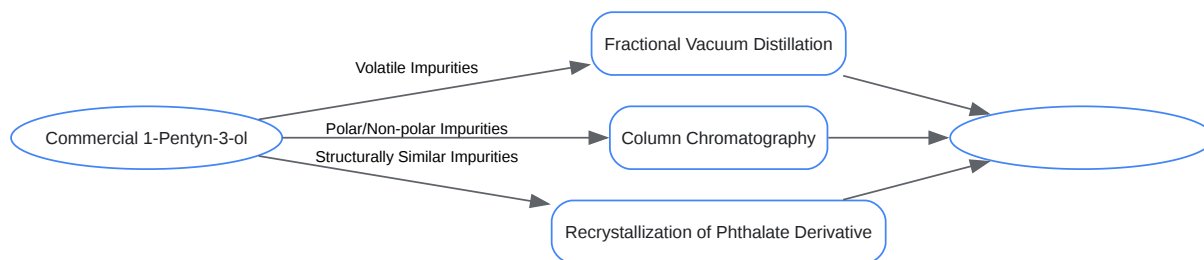 Fractional Vacuum Distillation
Volatile Impurities
Commercial 1-Pentyn-3-ol
Polar/Non-polar Impurities
Column Chromatography
Structurally Similar Impurities
Recrystallization of Phthalate Derivative